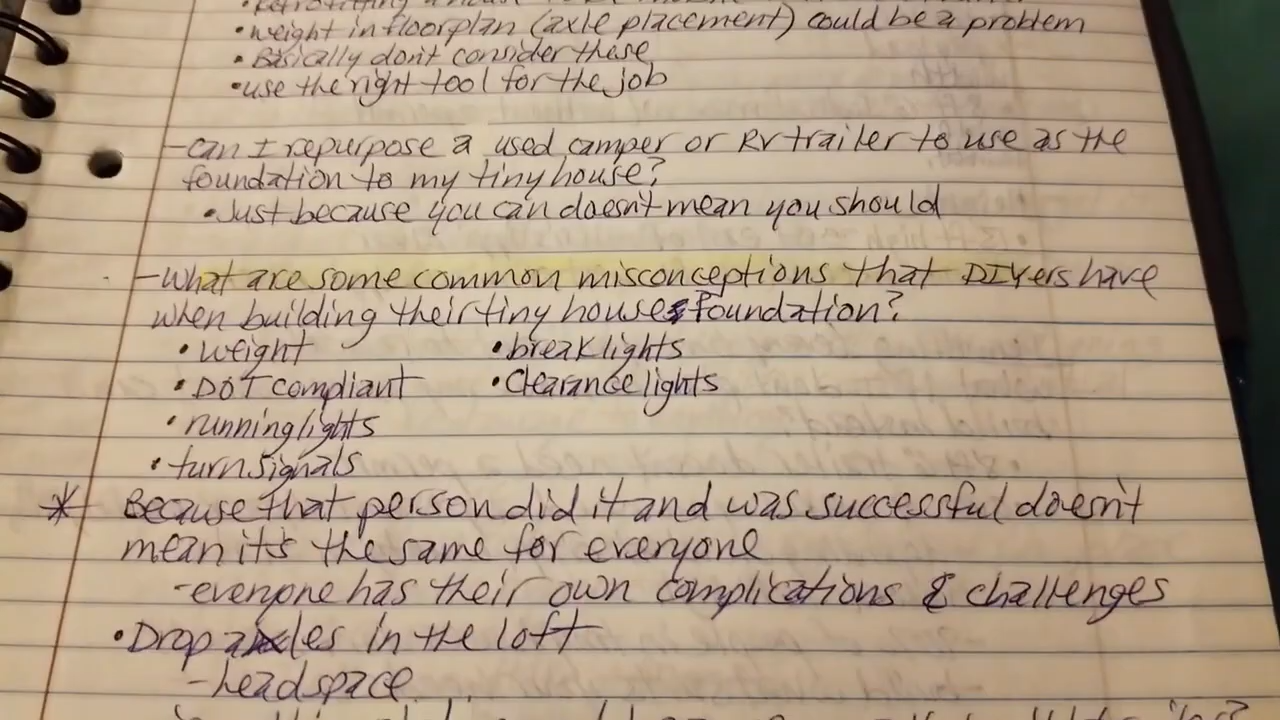 • weight in floorplan (axle placement) could be a problem
• Basically don't consider these
• use the right tool for the job
- can I repurpose a used camper or RV trailer to use as the
foundation to my tiny house?
• Just because you can doesn't mean you should
- What are some common misconceptions that DIYers have
when building their tiny houses foundation?
• weight • break lights
• DOT compliant • Clearance lights
• running lights
• turn signals
* Because that person did it and was successful doesn't
mean it's the same for everyone
- everyone has their own complications & challenges
• Drop axles in the loft
- headspace